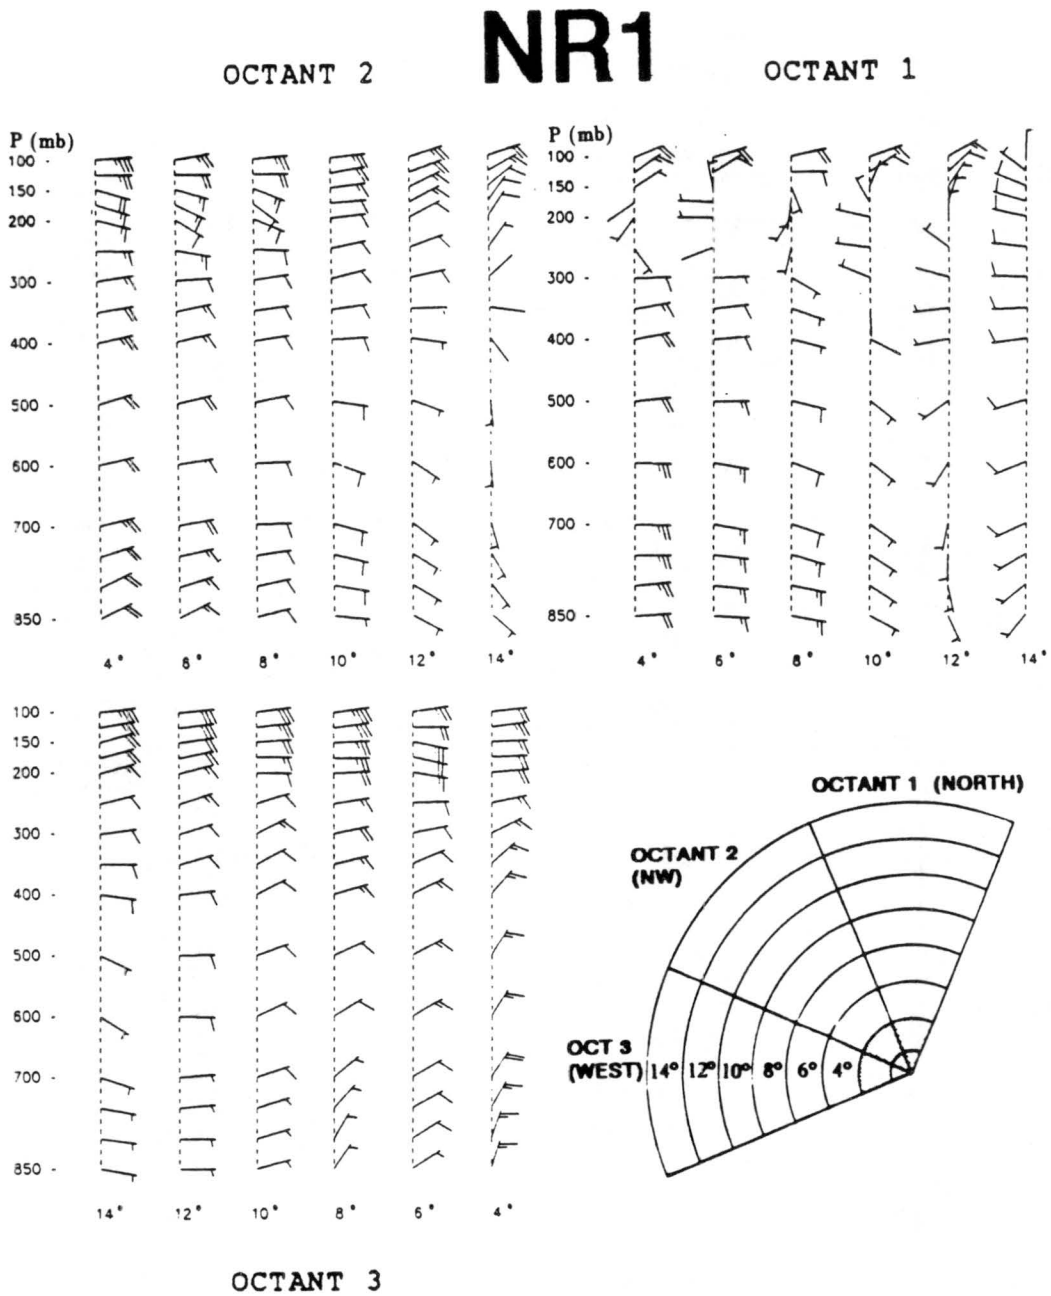 NR1
OCTANT 2
OCTANT 1
P (mb)
100 -
150 -
200 -
300 -
400 -
500 -
600 -
700 -
850 -
4° 6° 8° 10° 12° 14°
P (mb)
100 -
150 -
200 -
300 -
400 -
500 -
600 -
700 -
850 -
4° 6° 8° 10° 12° 14°
100 -
150 -
200 -
300 -
400 -
500 -
600 -
700 -
850 -
14° 12° 10° 8° 6° 4°
OCTANT 3
OCTANT 1 (NORTH)
OCTANT 2
(NW)
OCT 3
(WEST) 14° 12° 10° 8° 6° 4°